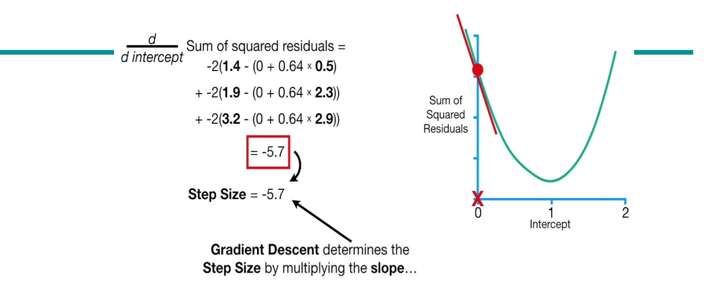 d
d intercept
Sum of squared residuals =
-2(1.4 - (0 + 0.64 × 0.5)
+ -2(1.9 - (0 + 0.64 × 2.3))
+ -2(3.2 - (0 + 0.64 × 2.9))
= -5.7
Step Size = -5.7
Gradient Descent determines the
Step Size by multiplying the slope…
Sum of
Squared
Residuals
X
0 1 2
Intercept